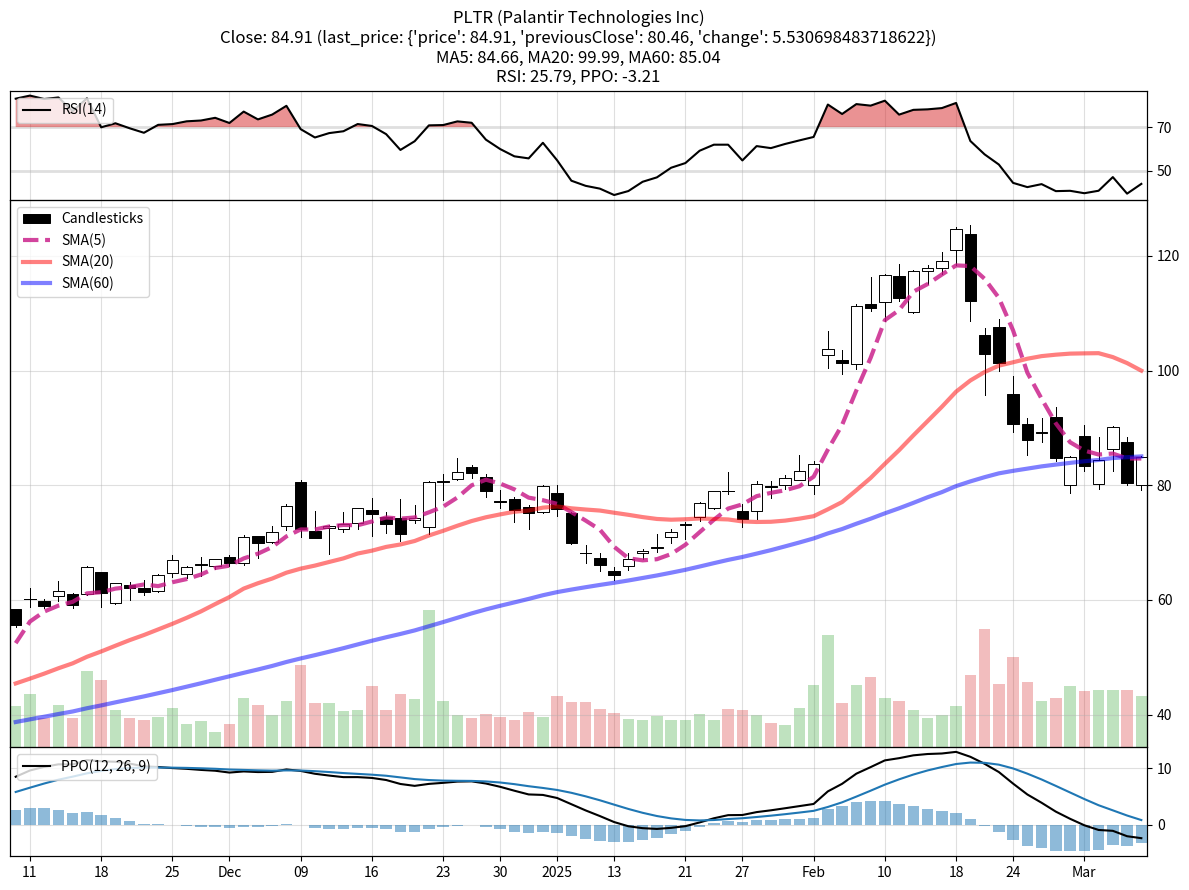 PLTR (Palantir Technologies Inc)
Close: 84.91 (last_price: {'price': 84.91, 'previousClose': 80.46, 'change': 5.530698483718622})
MA5: 84.66, MA20: 99.99, MA60: 85.04
RSI: 25.79, PPO: -3.21
RSI(14)
70
50
Candlesticks
SMA(5)
SMA(20)
SMA(60)
120
100
80
60
40
PPO(12, 26, 9)
10
0
11 18 25 Dec 09 16 23 30 2025 13 21 27 Feb 10 18 24 Mar